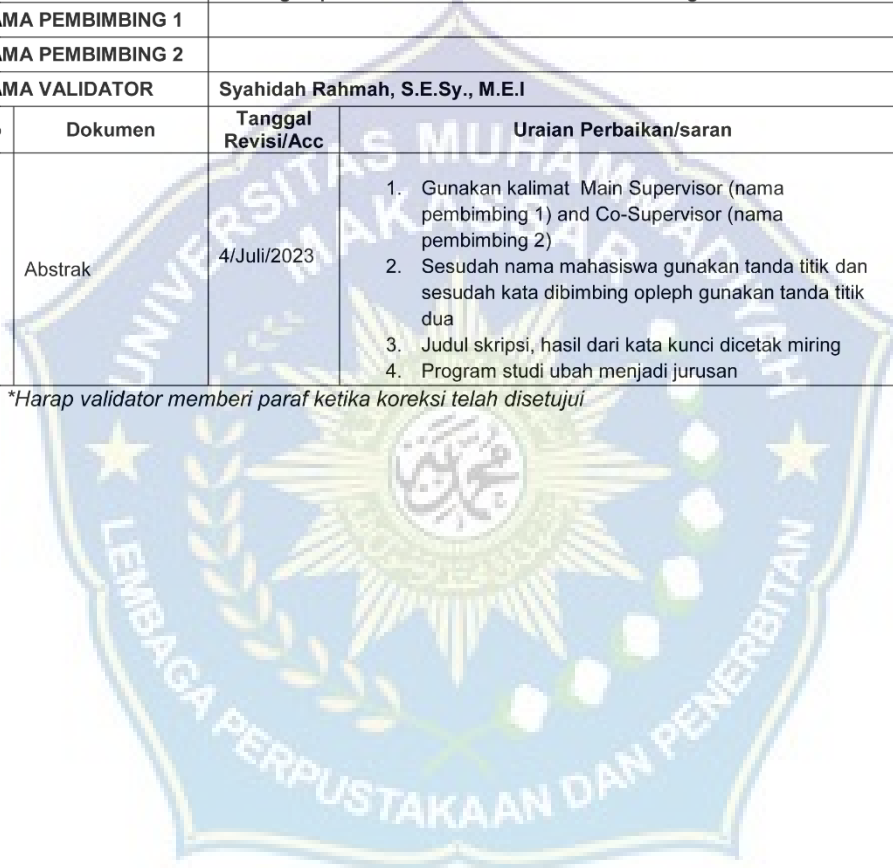 AMA PEMBIMBING 1
AMA PEMBIMBING 2
AMA VALIDATOR Syahidah Rahmah, S.E.Sy., M.E.I
Dokumen Tanggal Revisi/Acc Uraian Perbaikan/saran
Abstrak 4/Juli/2023
1. Gunakan kalimat Main Supervisor (nama
pembimbing 1) and Co-Supervisor (nama
pembimbing 2)
2. Sesudah nama mahasiswa gunakan tanda titik dan
sesudah kata dibimbing opleph gunakan tanda titik
dua
3. Judul skripsi, hasil dari kata kunci dicetak miring
4. Program studi ubah menjadi jurusan
*Harap validator memberi paraf ketika koreksi telah disetujui
UNIVERSITAS MUHAMMADIYAH
MAKASSAR
LEMBAGA PERPUSTAKAAN DAN PENERBITAN